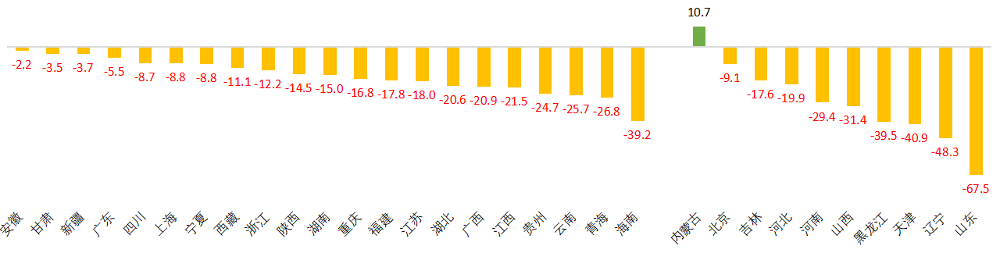 10.7
-2.2
-3.5
-3.7
-5.5
-8.7
-8.8
-8.8
-11.1
-12.2
-14.5
-15.0
-16.8
-17.8
-18.0
-20.6
-20.9
-21.5
-24.7
-25.7
-26.8
-39.2
-9.1
-17.6
-19.9
-29.4
-31.4
-39.5
-40.9
-48.3
-67.5
安徽
甘肃
新疆
广东
四川
上海
宁夏
西藏
浙江
陕西
湖南
重庆
福建
江苏
湖北
广西
江西
贵州
云南
青海
海南
内蒙古
北京
吉林
河北
河南
山西
黑龙江
天津
辽宁
山东